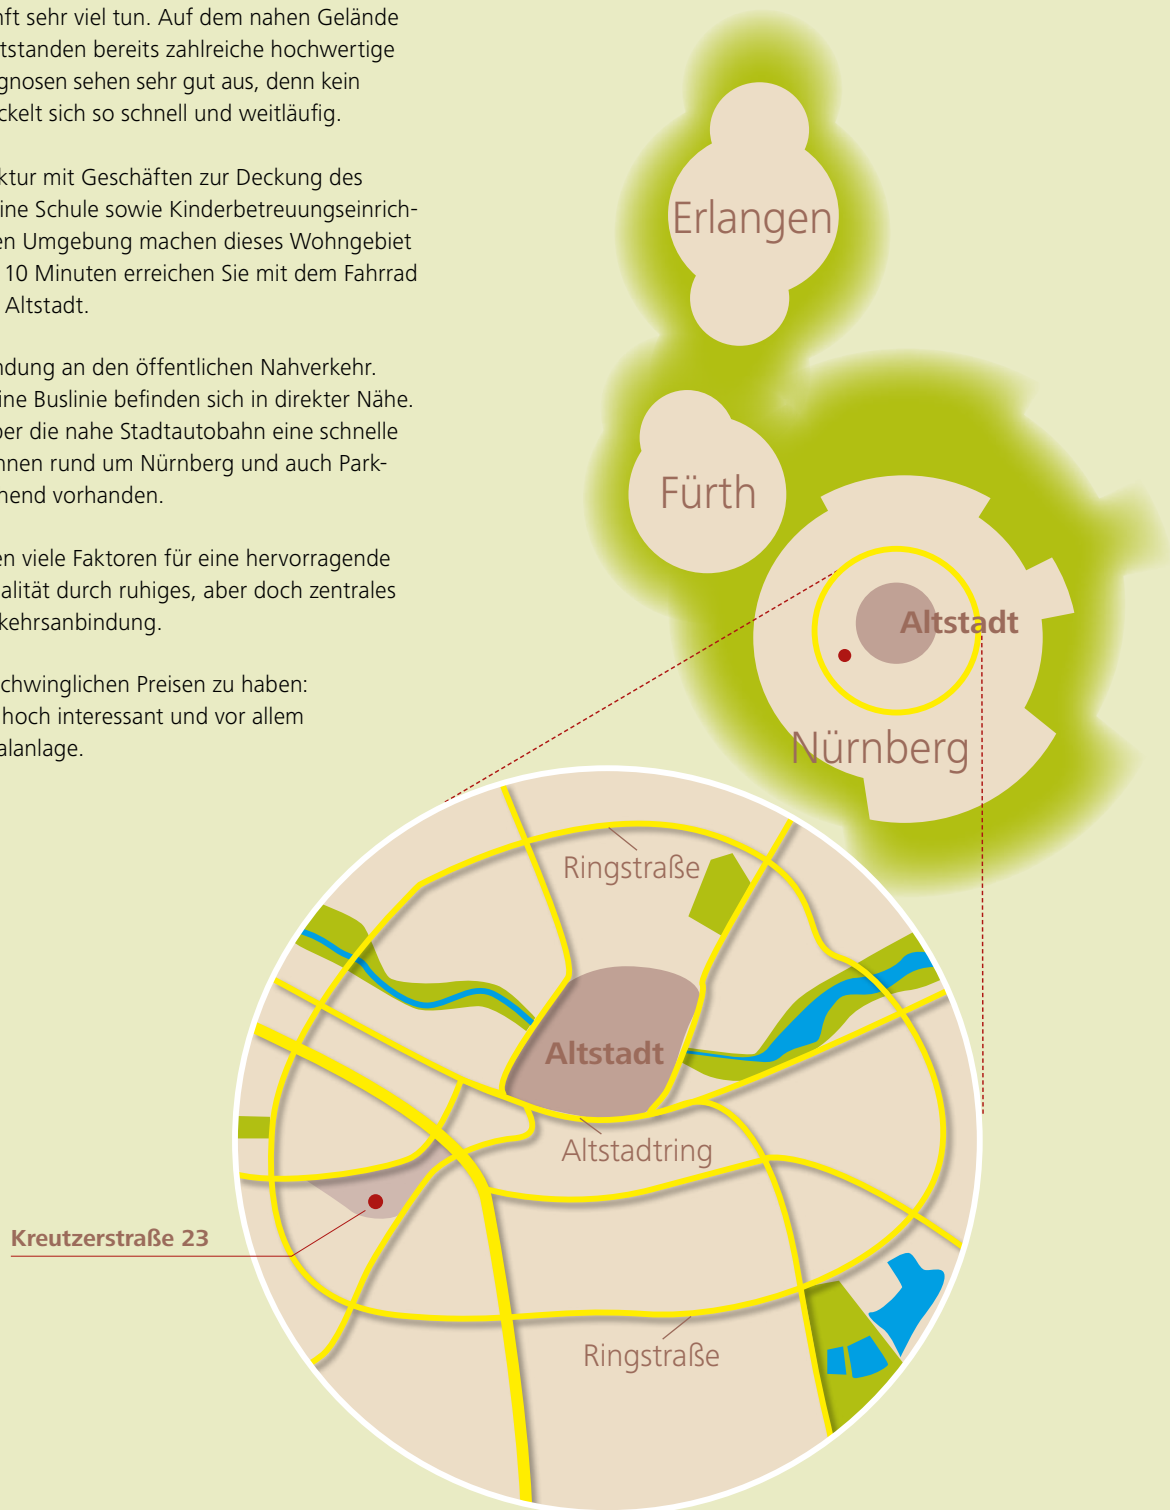 nft sehr viel tun. Auf dem nahen Gelände
tstanden bereits zahlreiche hochwertige
gnosen sehen sehr gut aus, denn kein
ckelt sich so schnell und weitläufig.
ktur mit Geschäften zur Deckung des
ine Schule sowie Kinderbetreuungseinrich-
en Umgebung machen dieses Wohngebiet
10 Minuten erreichen Sie mit dem Fahrrad
Altstadt.
ndung an den öffentlichen Nahverkehr.
ine Buslinie befinden sich in direkter Nähe.
ber die nahe Stadtautobahn eine schnelle
hnen rund um Nürnberg und auch Park-
hend vorhanden.
en viele Faktoren für eine hervorragende
alität durch ruhiges, aber doch zentrales
kehrsanbindung.
schwinglichen Preisen zu haben:
hoch interessant und vor allem
alanlage.
Erlangen
Fürth
Altstadt
Nürnberg
Ringstraße
Altstadt
Altstadtring
Kreutzerstraße 23
Ringstraße